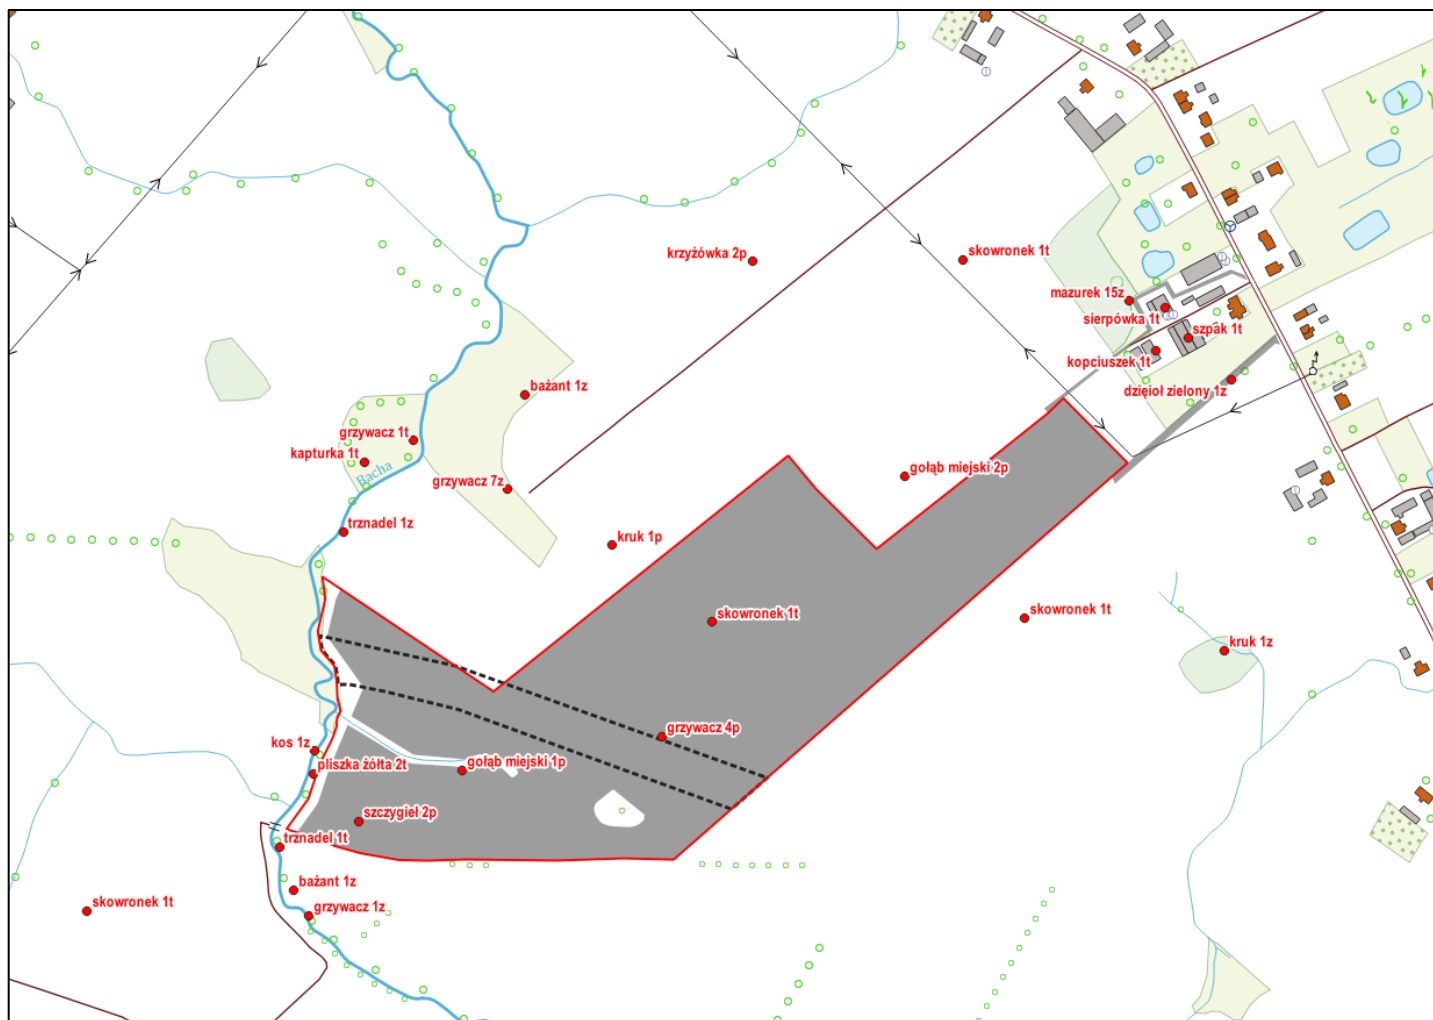 krzyżówka 2p
skowronek 1t
mazurek 15z
sierpówka 1t
szpak 1t
kopciuszek 1t
dzięioł zielony 1z
bażant 1z
grzywacz 1t
kapturka 1t
Bacha
grzywacz 7z
gołąb miejski 2p
trznadel 1z
kruk 1p
skowronek 1t
skowronek 1t
kruk 1z
grzywacz 4p
kos 1z
pliszka żółta 2t
gołąb miejski 1p
szczygieł 2p
trznadel 1t
bażant 1z
skowronek 1t
grzywacz 1z